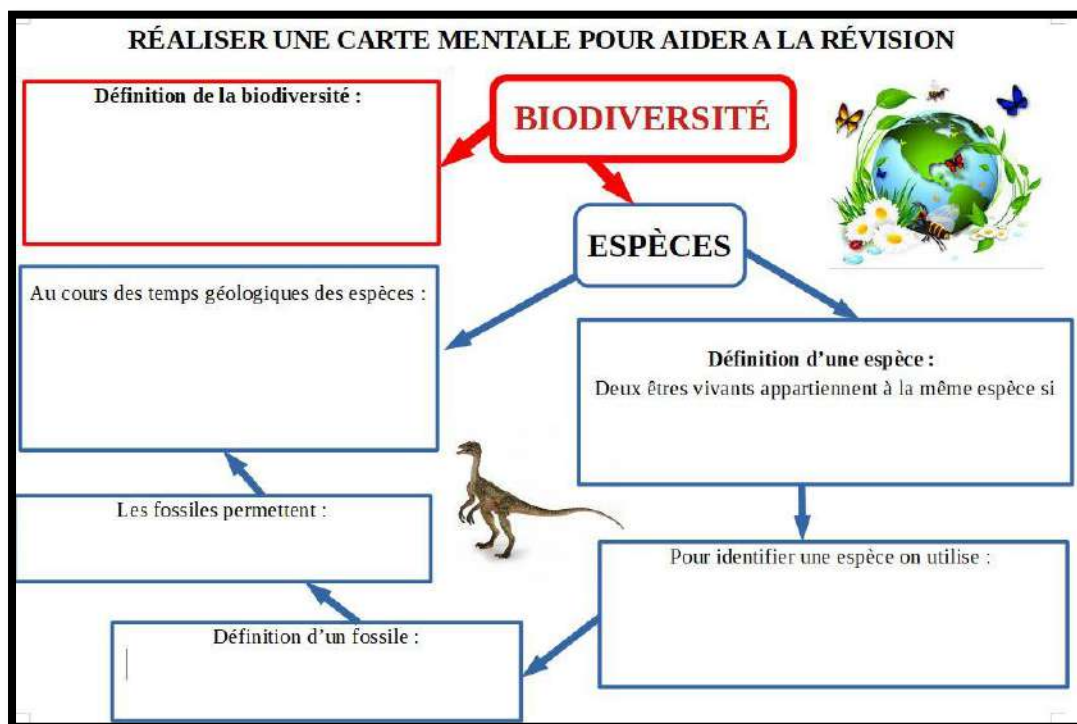 RÉALISER UNE CARTE MENTALE POUR AIDER A LA RÉVISION
Définition de la biodiversité :
BIODIVERSITÉ
ESPÈCES
Au cours des temps géologiques des espèces :
Définition d’une espèce :
Deux êtres vivants appartiennent à la même espèce si
Les fossiles permettent :
Pour identifier une espèce on utilise :
Définition d’un fossile :